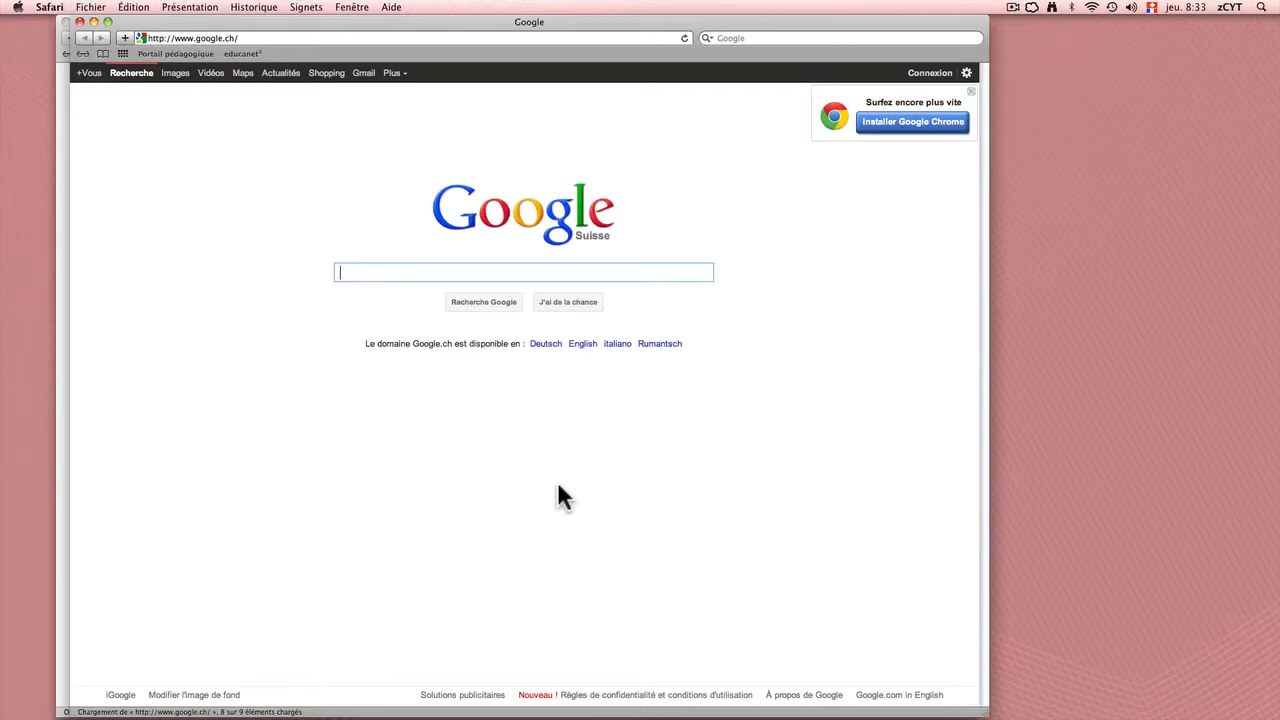 Safari Fichier Édition Présentation Historique Signets Fenêtre Aide jeu. 8:33 zCYT
Google
http://www.google.ch/ Google
Portail pédagogique educanet²
+Vous Recherche Images Vidéos Maps Actualités Shopping Gmail Plus Connexion
Surfez encore plus vite
Installer Google Chrome
Google
Suisse
Recherche Google J'ai de la chance
Le domaine Google.ch est disponible en : Deutsch English italiano Rumantsch
iGoogle Modifier l'image de fond Solutions publicitaires Nouveau ! Règles de confidentialité et conditions d'utilisation À propos de Google Google.com in English
Chargement de « http://www.google.ch/ », 8 sur 9 éléments chargés